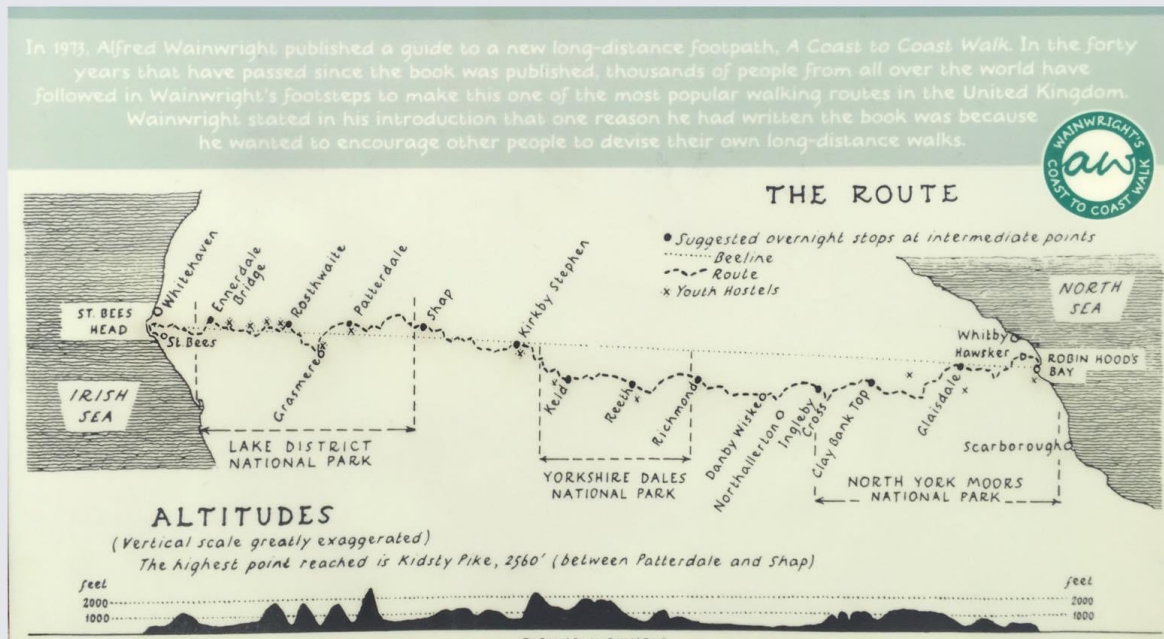 In 1973, Alfred Wainwright published a guide to a new long-distance footpath, A Coast to Coast Walk. In the forty
years that have passed since the book was published, thousands of people from all over the world have
followed in Wainwright's footsteps to make this one of the most popular walking routes in the United Kingdom.
Wainwright stated in his introduction that one reason he had written the book was because
he wanted to encourage other people to devise their own long-distance walks.
WAINWRIGHT'S
aw
COAST TO COAST WALK
THE ROUTE
Suggested overnight stops at intermediate points
Beeline
Route
Youth Hostels
ST. BEES
HEAD
IRISH
SEA
Whitehaven
St. Bees
Ennerdale
Bridge
Rosthwaite
Grasmere
Patterdale
Shap
Kirkby Stephen
Keld
Reeth
Richmond
Danby Wiske
Northallerton
Ingleby
Cross
Clay Bank Top
Glaisdale
Whitby
Hawsker
ROBIN HOOD'S
BAY
Scarborough
NORTH
SEA
LAKE DISTRICT
NATIONAL PARK
YORKSHIRE DALES
NATIONAL PARK
NORTH YORK MOORS
NATIONAL PARK
ALTITUDES
(Vertical scale greatly exaggerated)
The highest point reached is Kidsty Pike, 2560' (between Patterdale and Shap)
feet
2000
1000
feet
2000
1000